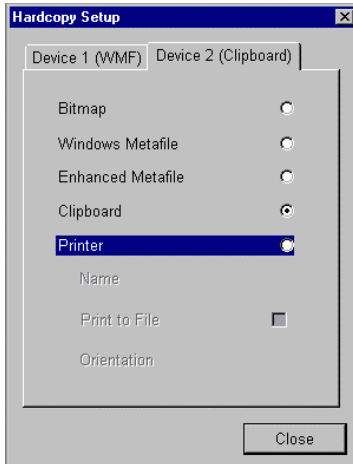 Hardcopy Setup
Device 1 (WMF) Device 2 (Clipboard)
Bitmap
Windows Metafile
Enhanced Metafile
Clipboard
Printer
Name
Print to File
Orientation
Close